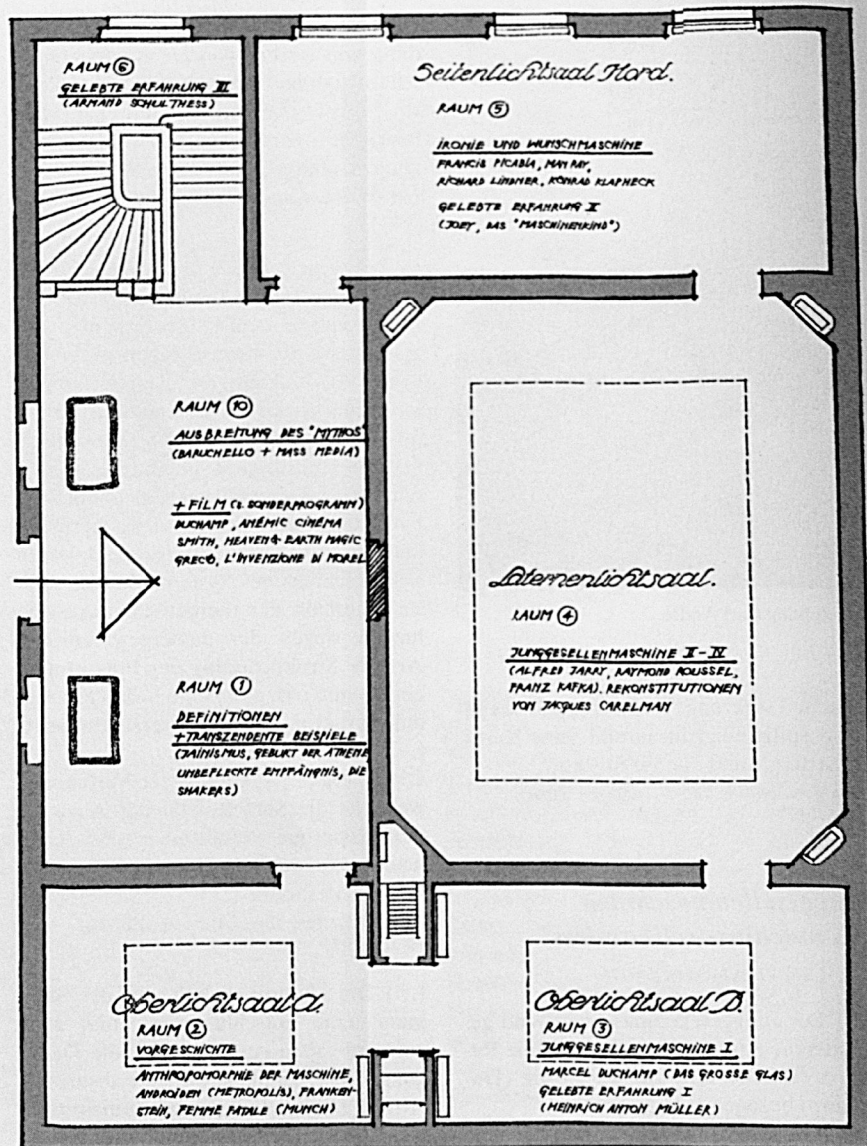 RAUM ⑥
GELEBTE ERFAHRUNG III
(ARMAND SCHULTHESS)
Seitenlichtsaal Nord.
RAUM ⑤
IRONIE UND WUNSCHMASCHINE
FRANCIS PICABIA, MAN RAY,
RICHARD LINDNER, KONRAD KLAPHECK
GELEBTE ERFAHRUNG II
(JOEY, DAS "MASCHINENKIND")
RAUM ⑩
AUSBREITUNG DES "MYTHOS"
(BARUCHELLO + MASS MEDIA)
+ FILM (s. SONDERPROGRAMM)
DUCHAMP, ANÉMIC CINÉMA
SMITH, HEAVEN & EARTH MAGIC
GRECO, L'INVENZIONE DI MOREL
Laternenlichtsaal.
RAUM ④
JUNGGESELLENMASCHINE II-IV
(ALFRED JARRY, RAYMOND ROUSSEL,
FRANZ KAFKA). REKONSTITUTIONEN
VON JACQUES CARELMAN
RAUM ①
DEFINITIONEN
+TRANSZENDENTE BEISPIELE
(JAINISMUS, GEBURT DER ATHENE,
UNBEFLECKTE EMPFÄNGNIS, DIE
SHAKERS)
Oberlichtsaal A.
RAUM ②
VORGESCHICHTE
ANTHROPOMORPHIE DER MASCHINE,
ANDROIDEN (METROPOLIS), FRANKEN-
STEIN, FEMME FATALE (MUNCH)
Oberlichtsaal B.
RAUM ③
JUNGGESELLENMASCHINE I
MARCEL DUCHAMP (DAS GROSSE GLAS)
GELEBTE ERFAHRUNG I
(HEINRICH ANTON MÜLLER)